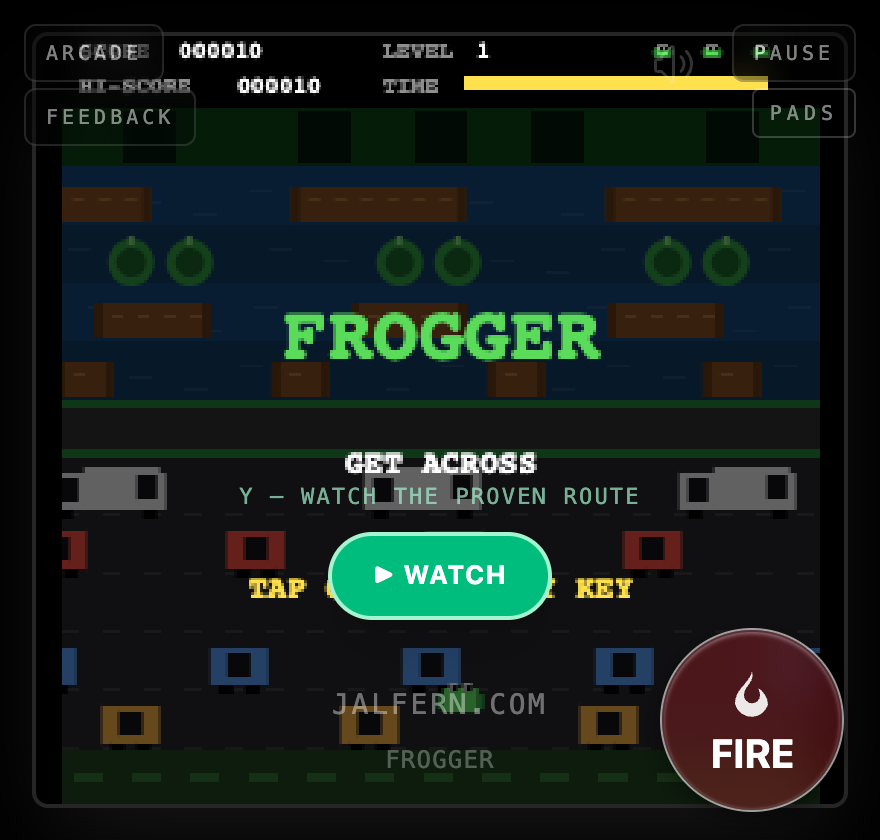 ARCADE
SCORE 000010 LEVEL 1
PAUSE
HI-SCORE 000010 TIME
FEEDBACK
PADS
FROGGER
GET ACROSS
Y – WATCH THE PROVEN ROUTE
WATCH
TAP KEY
JALFERN.COM
FROGGER
FIRE